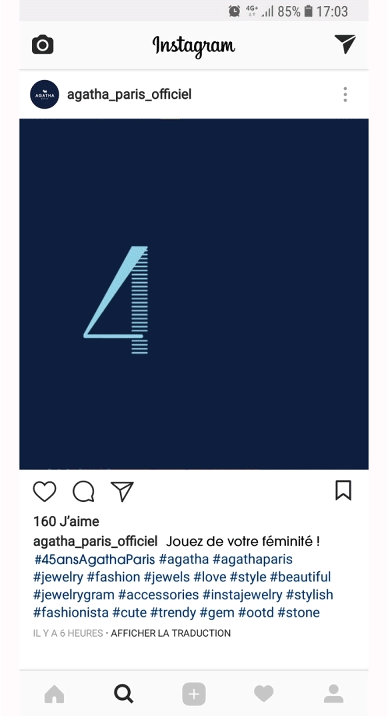 4G+ 85% 17:03
Instagram
AGATHA agatha_paris_officiel
4
160 J'aime
agatha_paris_officiel Jouez de votre féminité !
#45ansAgathaParis #agatha #agathaparis
#jewelry #fashion #jewels #love #style #beautiful
#jewelrygram #accessories #instajewelry #stylish
#fashionista #cute #trendy #gem #ootd #stone
IL Y A 6 HEURES · AFFICHER LA TRADUCTION